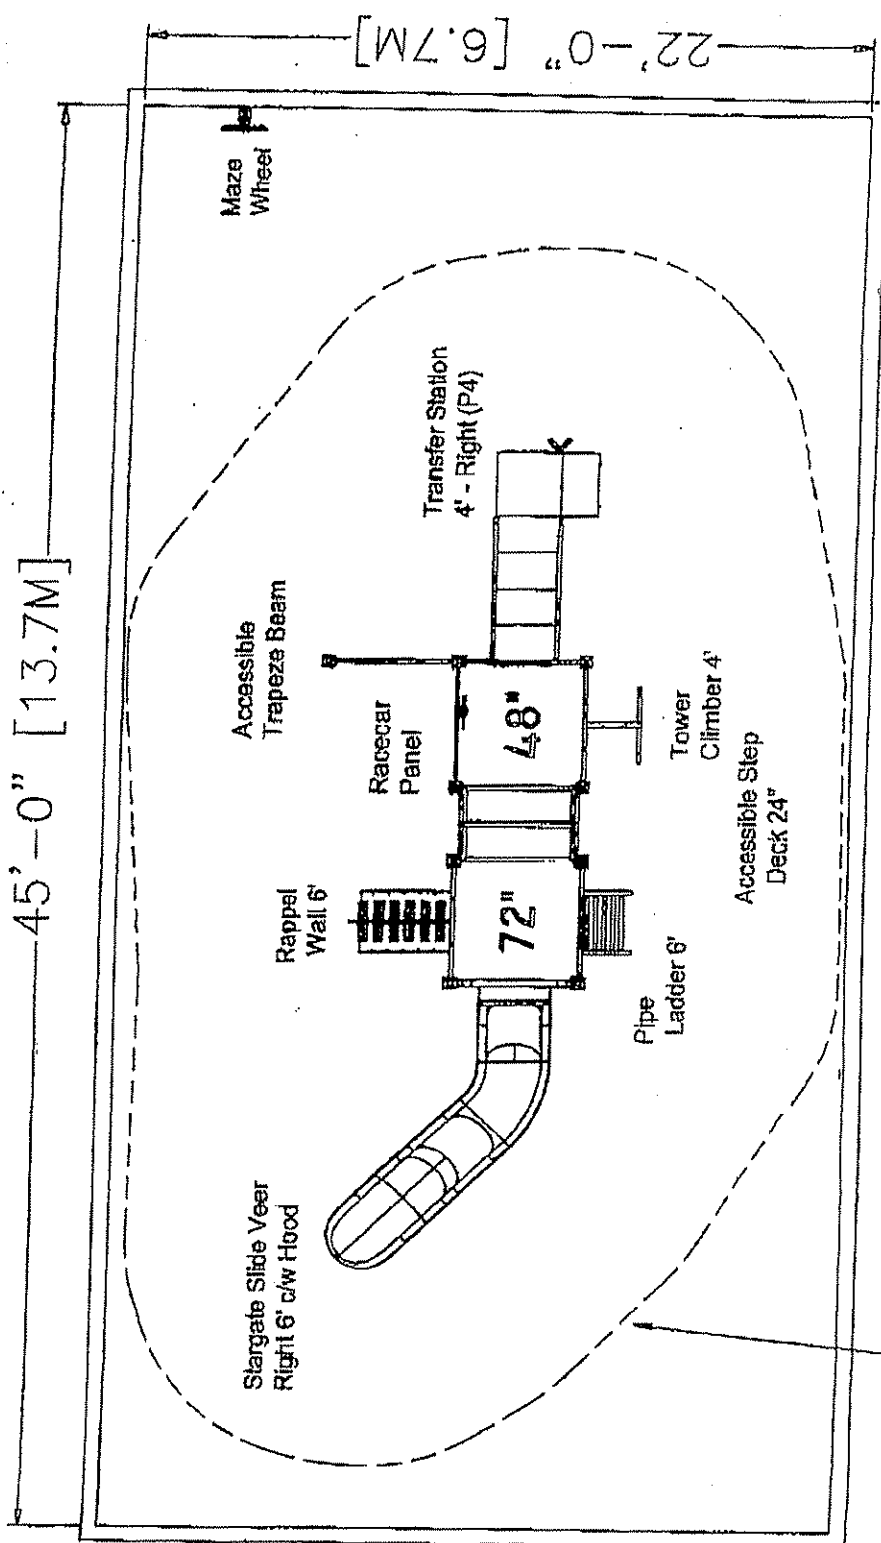 45'-0" [13.7M]
22'-0" [6.7M]
Maze
Wheel
Transfer Station
4' - Right (P4)
Accessible
Trapeze Beam
Racecar
Panel
Rappel
Wall 6'
48"
72"
Tower
Climber 4'
Accessible Step
Deck 24"
Pipe
Ladder 6'
Stargate Slide Veer
Right 6' c/w Hood